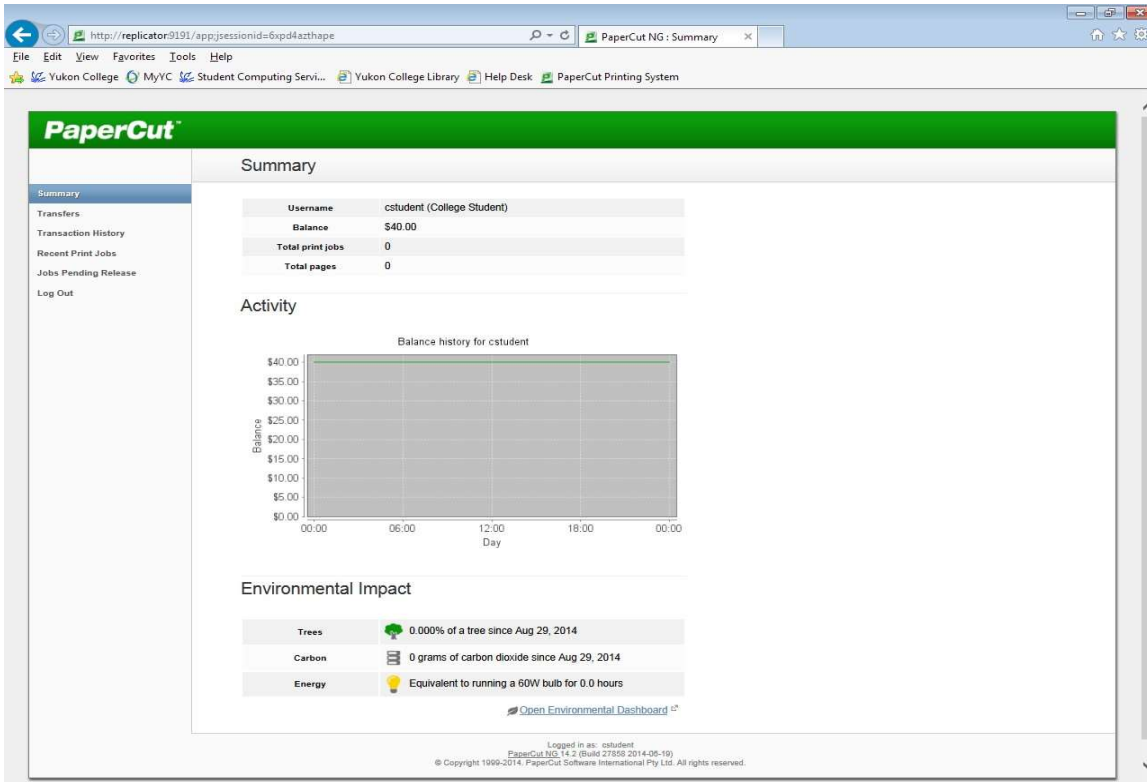 http://replicator:9191/app;jsessionid=6xpd4azthape
PaperCut NG : Summary
File Edit View Favorites Tools Help
Yukon College MyYC Student Computing Servi... Yukon College Library Help Desk PaperCut Printing System
PaperCut™
Summary
Summary
Transfers
Transaction History
Recent Print Jobs
Jobs Pending Release
Log Out
Username cstudent (College Student)
Balance $40.00
Total print jobs 0
Total pages 0
Activity
Balance history for cstudent
Balance
$40.00
$35.00
$30.00
$25.00
$20.00
$15.00
$10.00
$5.00
$0.00
00:00 06:00 12:00 18:00 00:00
Day
Environmental Impact
Trees 0.000% of a tree since Aug 29, 2014
Carbon 0 grams of carbon dioxide since Aug 29, 2014
Energy Equivalent to running a 60W bulb for 0.0 hours
Open Environmental Dashboard
Logged in as: cstudent
PaperCut NG 14.2 (Build 27858 2014-06-19)
© Copyright 1999-2014. PaperCut Software International Pty Ltd. All rights reserved.